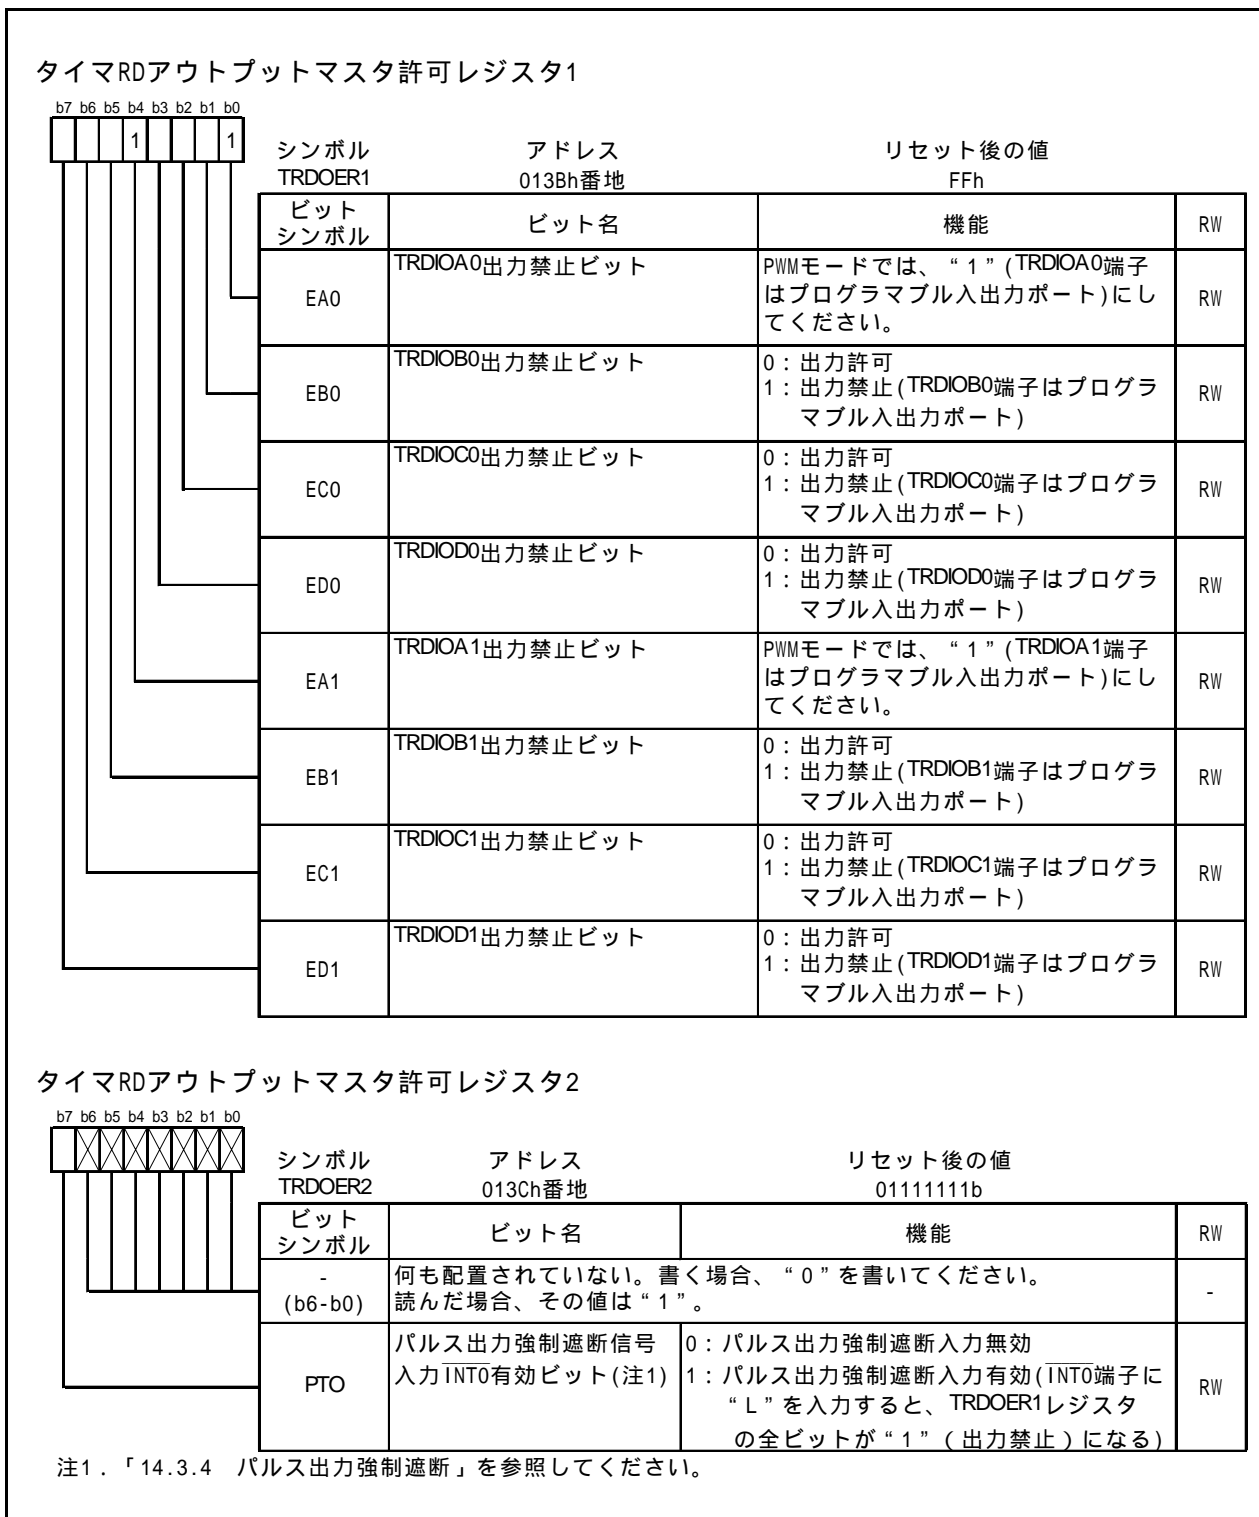 タイマRDアウトプットマスタ許可レジスタ1
b7 b6 b5 b4 b3 b2 b1 b0
1 1
シンボル アドレス リセット後の値
TRDOER1 013Bh番地 FFh
ビット
シンボル ビット名 機能 RW
EA0 TRDIOA0出力禁止ビット PWMモードでは、“1”(TRDIOA0端子
はプログラマブル入出力ポート)にし
てください。 RW
EB0 TRDIOB0出力禁止ビット 0:出力許可
1:出力禁止(TRDIOB0端子はプログラ
マブル入出力ポート) RW
EC0 TRDIOC0出力禁止ビット 0:出力許可
1:出力禁止(TRDIOC0端子はプログラ
マブル入出力ポート) RW
ED0 TRDIOD0出力禁止ビット 0:出力許可
1:出力禁止(TRDIOD0端子はプログラ
マブル入出力ポート) RW
EA1 TRDIOA1出力禁止ビット PWMモードでは、“1”(TRDIOA1端子
はプログラマブル入出力ポート)にし
てください。 RW
EB1 TRDIOB1出力禁止ビット 0:出力許可
1:出力禁止(TRDIOB1端子はプログラ
マブル入出力ポート) RW
EC1 TRDIOC1出力禁止ビット 0:出力許可
1:出力禁止(TRDIOC1端子はプログラ
マブル入出力ポート) RW
ED1 TRDIOD1出力禁止ビット 0:出力許可
1:出力禁止(TRDIOD1端子はプログラ
マブル入出力ポート) RW
タイマRDアウトプットマスタ許可レジスタ2
b7 b6 b5 b4 b3 b2 b1 b0
シンボル アドレス リセット後の値
TRDOER2 013Ch番地 01111111b
ビット
シンボル ビット名 機能 RW
-
(b6-b0) 何も配置されていない。書く場合、“0”を書いてください。
読んだ場合、その値は“1”。 -
PTO パルス出力強制遮断信号
入力INT0有効ビット(注1) 0:パルス出力強制遮断入力無効
1:パルス出力強制遮断入力有効(INT0端子に
“L”を入力すると、TRDOER1レジスタ
の全ビットが“1”(出力禁止)になる) RW
注1.「14.3.4 パルス出力強制遮断」を参照してください。